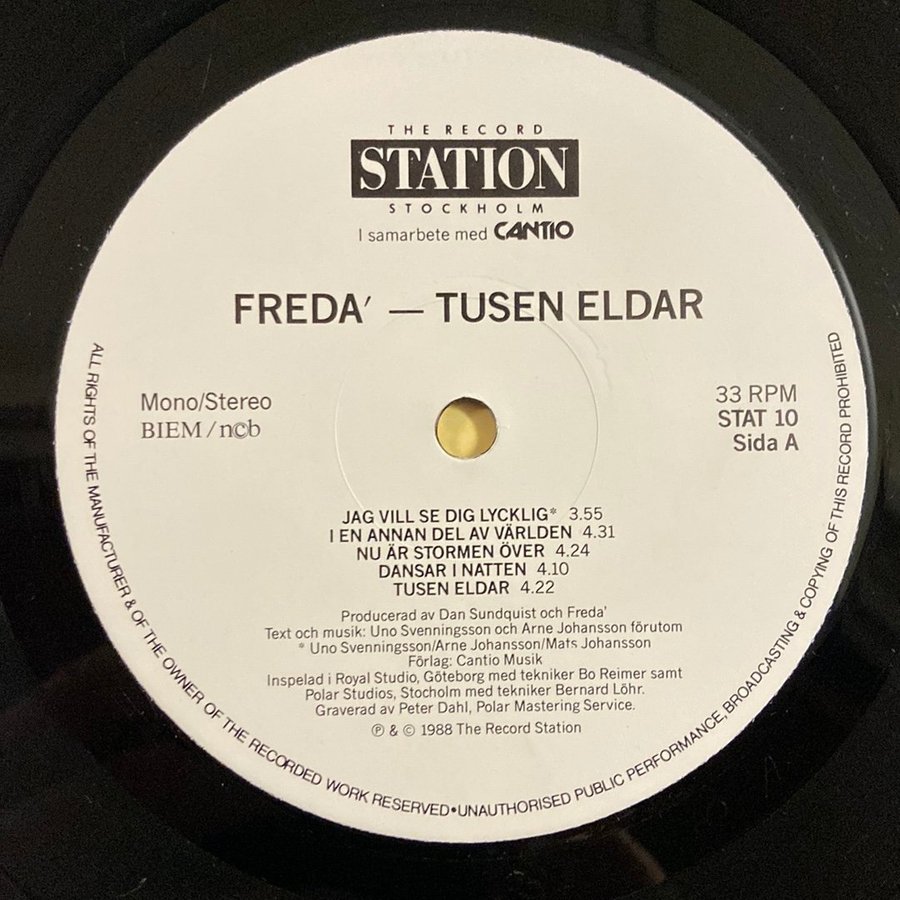 THE RECORD
STATION
STOCKHOLM
I samarbete med CANTIO
FREDA' — TUSEN ELDAR
Mono/Stereo
BIEM/n©b
33 RPM
STAT 10
Sida A
JAG VILL SE DIG LYCKLIG* 3.55
I EN ANNAN DEL AV VÄRLDEN 4.31
NU ÄR STORMEN ÖVER 4.24
DANSAR I NATTEN 4.10
TUSEN ELDAR 4.22
Producerad av Dan Sundquist och Freda'
Text och musik: Uno Svenningsson och Arne Johansson förutom
* Uno Svenningsson/Arne Johansson/Mats Johansson
Förlag: Cantio Musik
Inspelad i Royal Studio, Göteborg med tekniker Bo Reimer samt
Polar Studios, Stocholm med tekniker Bernard Löhr.
Graverad av Peter Dahl, Polar Mastering Service.
℗ & © 1988 The Record Station
ALL RIGHTS OF THE MANUFACTURER & OF THE OWNER OF THE RECORDED WORK RESERVED•UNAUTHORISED PUBLIC PERFORMANCE, BROADCASTING & COPYING OF THIS RECORD PROHIBITED